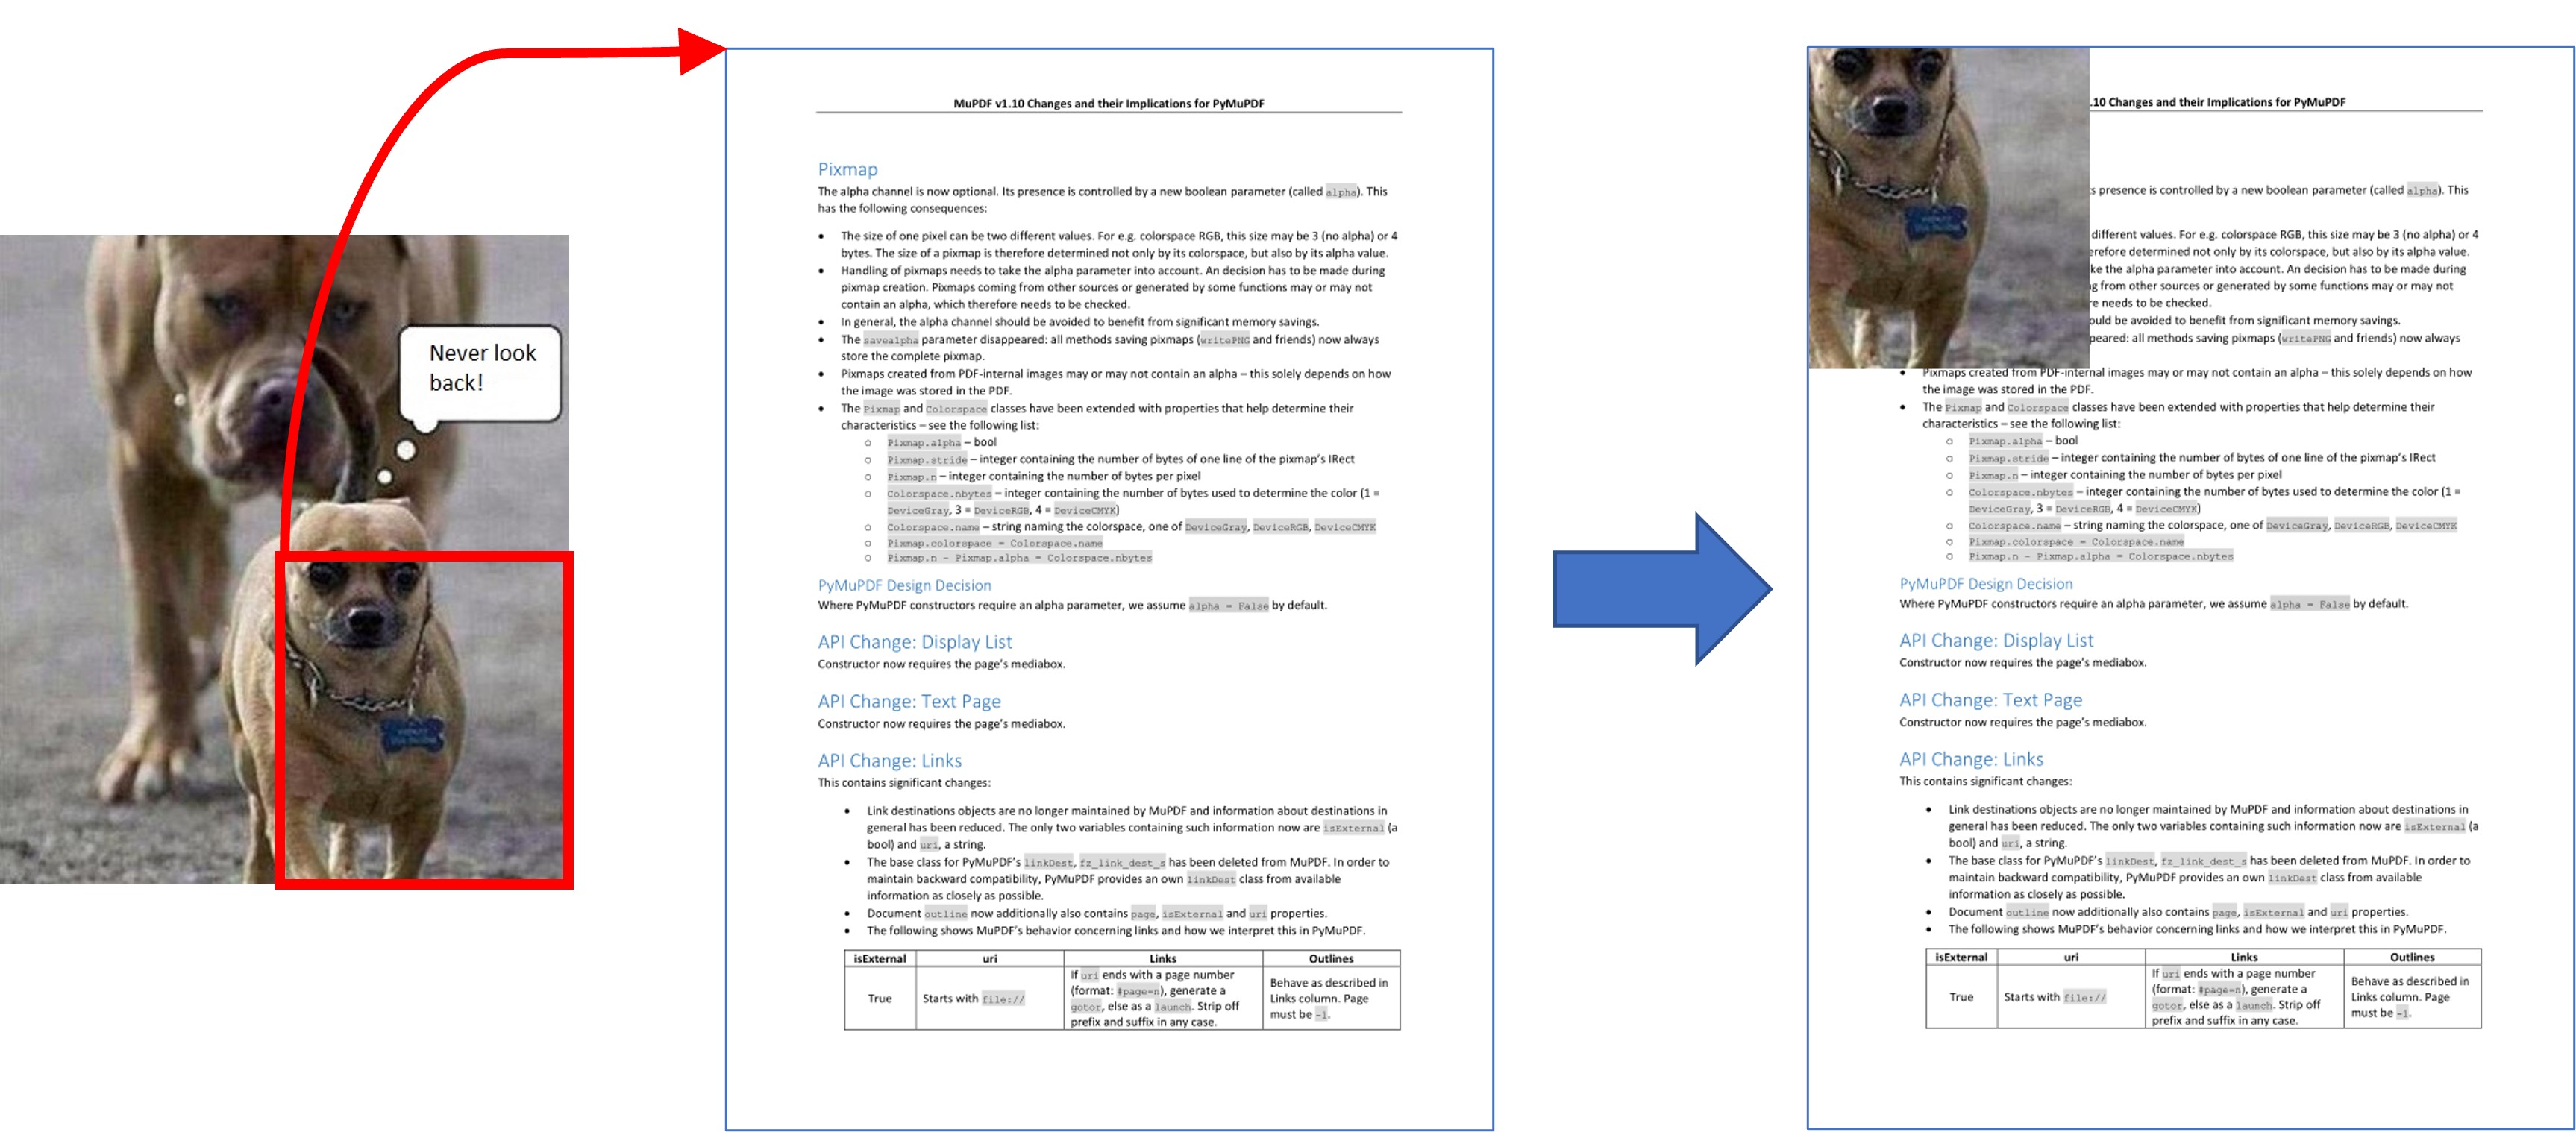 Never look
back!
MuPDF v1.10 Changes and their Implications for PyMuPDF
Pixmap
The alpha channel is now optional. Its presence is controlled by a new boolean parameter (called alpha). This
has the following consequences:
• The size of one pixel can be two different values. For e.g. colorspace RGB, this size may be 3 (no alpha) or 4
bytes. The size of a pixmap is therefore determined not only by its colorspace, but also by its alpha value.
• Handling of pixmaps needs to take the alpha parameter into account. An decision has to be made during
pixmap creation. Pixmaps coming from other sources or generated by some functions may or may not
contain an alpha, which therefore needs to be checked.
• In general, the alpha channel should be avoided to benefit from significant memory savings.
• The savealpha parameter disappeared: all methods saving pixmaps (writePNG and friends) now always
store the complete pixmap.
• Pixmaps created from PDF-internal images may or may not contain an alpha – this solely depends on how
the image was stored in the PDF.
• The Pixmap and Colorspace classes have been extended with properties that help determine their
characteristics – see the following list:
o Pixmap.alpha – bool
o Pixmap.stride – integer containing the number of bytes of one line of the pixmap's IRect
o Pixmap.n – integer containing the number of bytes per pixel
o Colorspace.nbytes – integer containing the number of bytes used to determine the color (1 =
DeviceGray, 3 = DeviceRGB, 4 = DeviceCMYK)
o Colorspace.name – string naming the colorspace, one of DeviceGray, DeviceRGB, DeviceCMYK
o Pixmap.colorspace = Colorspace.name
o Pixmap.n - Pixmap.alpha = Colorspace.nbytes
PyMuPDF Design Decision
Where PyMuPDF constructors require an alpha parameter, we assume alpha = False by default.
API Change: Display List
Constructor now requires the page's mediabox.
API Change: Text Page
Constructor now requires the page's mediabox.
API Change: Links
This contains significant changes:
• Link destinations objects are no longer maintained by MuPDF and information about destinations in
general has been reduced. The only two variables containing such information now are isExternal (a
bool) and uri, a string.
• The base class for PyMuPDF's linkDest, fz_link_dest_s has been deleted from MuPDF. In order to
maintain backward compatibility, PyMuPDF provides an own linkDest class from available
information as closely as possible.
• Document outline now additionally also contains page, isExternal and uri properties.
• The following shows MuPDF's behavior concerning links and how we interpret this in PyMuPDF.
isExternal uri Links Outlines
True Starts with file://
If uri ends with a page number
(format: #page=n), generate a
gotor, else as a launch. Strip off
prefix and suffix in any case.
Behave as described in
Links column. Page
must be -1.
.10 Changes and their Implications for PyMuPDF
s presence is controlled by a new boolean parameter (called alpha). This
different values. For e.g. colorspace RGB, this size may be 3 (no alpha) or 4
erefore determined not only by its colorspace, but also by its alpha value.
ke the alpha parameter into account. An decision has to be made during
g from other sources or generated by some functions may or may not
re needs to be checked.
ould be avoided to benefit from significant memory savings.
peared: all methods saving pixmaps (writePNG and friends) now always
• Pixmaps created from PDF-internal images may or may not contain an alpha – this solely depends on how
the image was stored in the PDF.
• The Pixmap and Colorspace classes have been extended with properties that help determine their
characteristics – see the following list:
o Pixmap.alpha – bool
o Pixmap.stride – integer containing the number of bytes of one line of the pixmap's IRect
o Pixmap.n – integer containing the number of bytes per pixel
o Colorspace.nbytes – integer containing the number of bytes used to determine the color (1 =
DeviceGray, 3 = DeviceRGB, 4 = DeviceCMYK)
o Colorspace.name – string naming the colorspace, one of DeviceGray, DeviceRGB, DeviceCMYK
o Pixmap.colorspace = Colorspace.name
o Pixmap.n - Pixmap.alpha = Colorspace.nbytes
PyMuPDF Design Decision
Where PyMuPDF constructors require an alpha parameter, we assume alpha = False by default.
API Change: Display List
Constructor now requires the page's mediabox.
API Change: Text Page
Constructor now requires the page's mediabox.
API Change: Links
This contains significant changes:
• Link destinations objects are no longer maintained by MuPDF and information about destinations in
general has been reduced. The only two variables containing such information now are isExternal (a
bool) and uri, a string.
• The base class for PyMuPDF's linkDest, fz_link_dest_s has been deleted from MuPDF. In order to
maintain backward compatibility, PyMuPDF provides an own linkDest class from available
information as closely as possible.
• Document outline now additionally also contains page, isExternal and uri properties.
• The following shows MuPDF's behavior concerning links and how we interpret this in PyMuPDF.
isExternal uri Links Outlines
True Starts with file://
If uri ends with a page number
(format: #page=n), generate a
gotor, else as a launch. Strip off
prefix and suffix in any case.
Behave as described in
Links column. Page
must be -1.